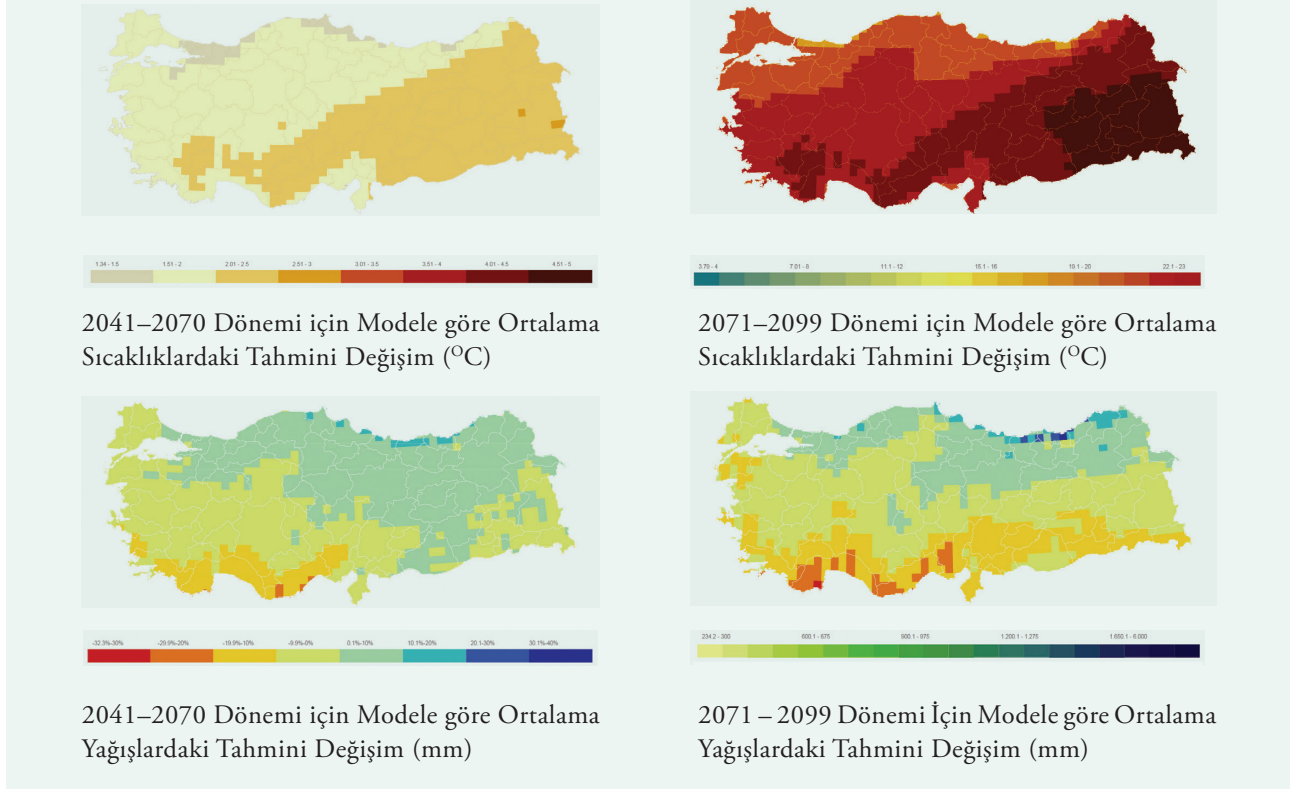 1.34 - 1.5 1.51 - 2 2.01 - 2.5 2.51 - 3 3.01 - 3.5 3.51 - 4 4.01 - 4.5 4.51 - 5
3.79 - 4 7.01 - 8 11.1 - 12 15.1 - 16 19.1 - 20 22.1 - 23
2041–2070 Dönemi için Modele göre Ortalama
Sıcaklıklardaki Tahmini Değişim (ᴼC)
2071–2099 Dönemi için Modele göre Ortalama
Sıcaklıklardaki Tahmini Değişim (ᴼC)
-32.3%-30% -29.9%-20% -19.9%-10% -9.9%-0% 0.1%-10% 10.1%-20% 20.1-30% 30.1%-40%
234.2 - 300 600.1 - 675 900.1 - 975 1.200.1 - 1.275 1.650.1 - 6.000
2041–2070 Dönemi için Modele göre Ortalama
Yağışlardaki Tahmini Değişim (mm)
2071 – 2099 Dönemi İçin Modele göre Ortalama
Yağışlardaki Tahmini Değişim (mm)